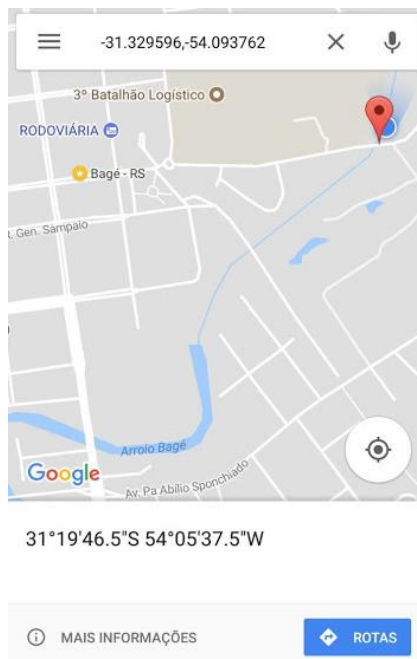 -31.329596,-54.093762
3º Batalhão Logístico
RODOVIÁRIA
Bagé - RS
. Gen. Sampaio
Arroio Bagé
Google
Av. Pa Abílio Sponchiado
31°19'46.5"S 54°05'37.5"W
MAIS INFORMAÇÕES
ROTAS